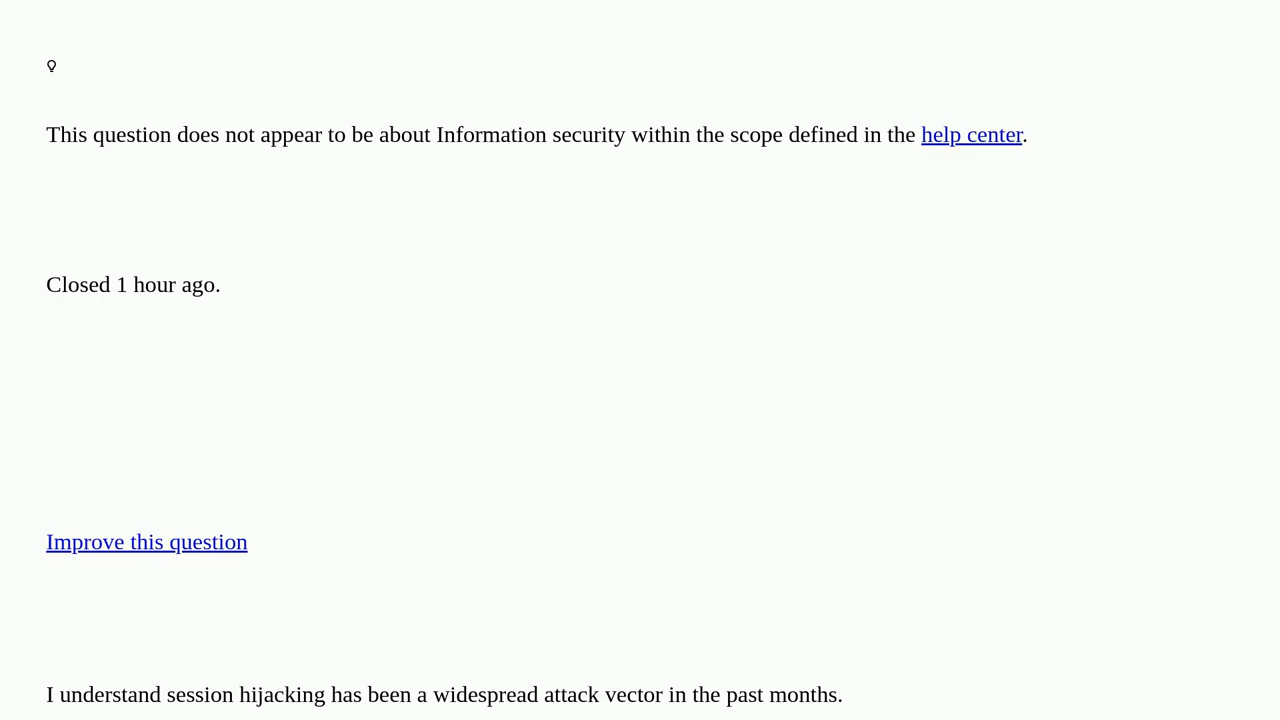 This question does not appear to be about Information security within the scope defined in the help center.
Closed 1 hour ago.
Improve this question
I understand session hijacking has been a widespread attack vector in the past months.